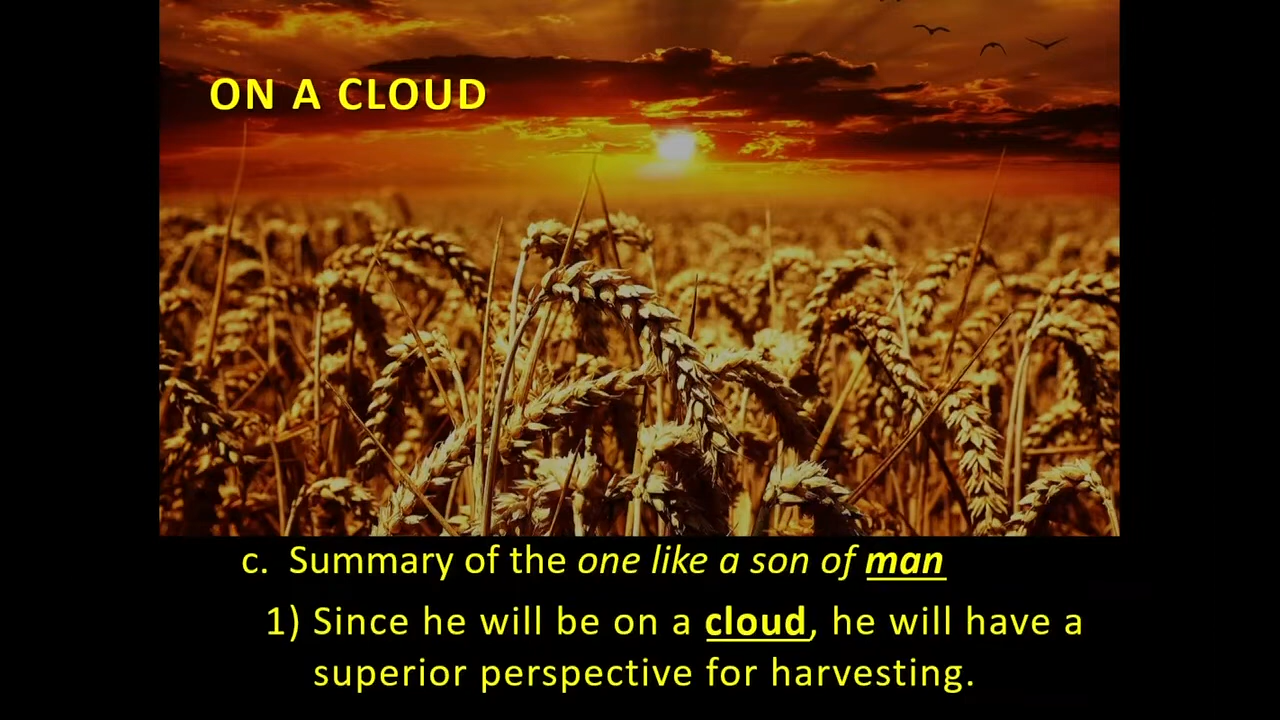 ON A CLOUD
c. Summary of the one like a son of man
1) Since he will be on a cloud, he will have a
superior perspective for harvesting.